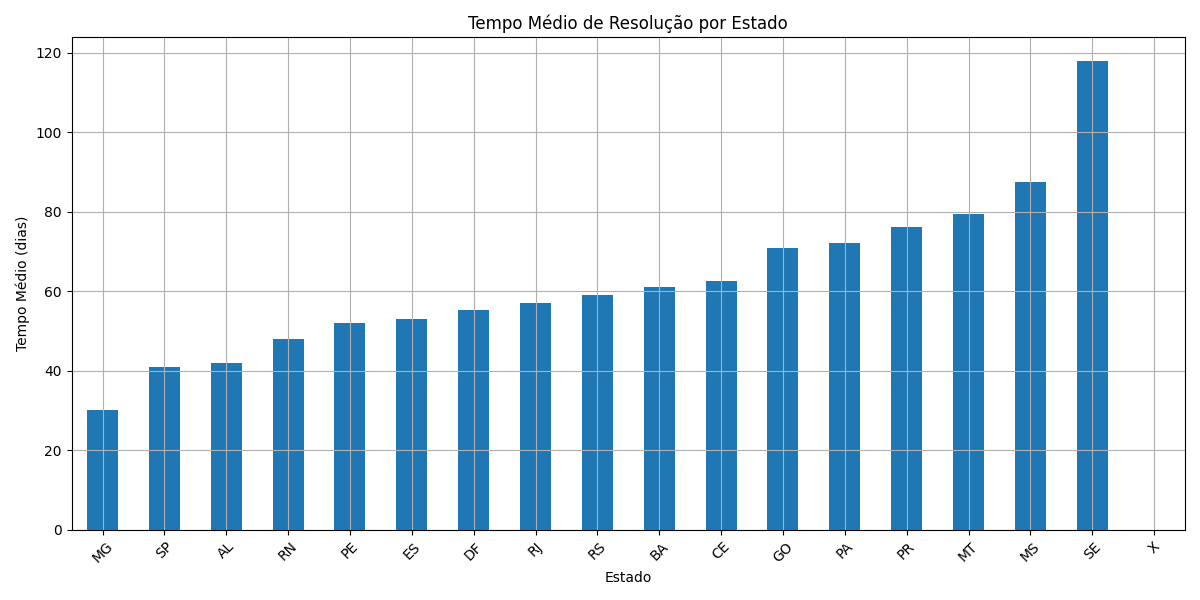 Tempo Médio de Resolução por Estado
Tempo Médio (dias)
120
100
80
60
40
20
0
MG SP AL RN PE ES DF RJ RS BA CE GO PA PR MT MS SE X
Estado